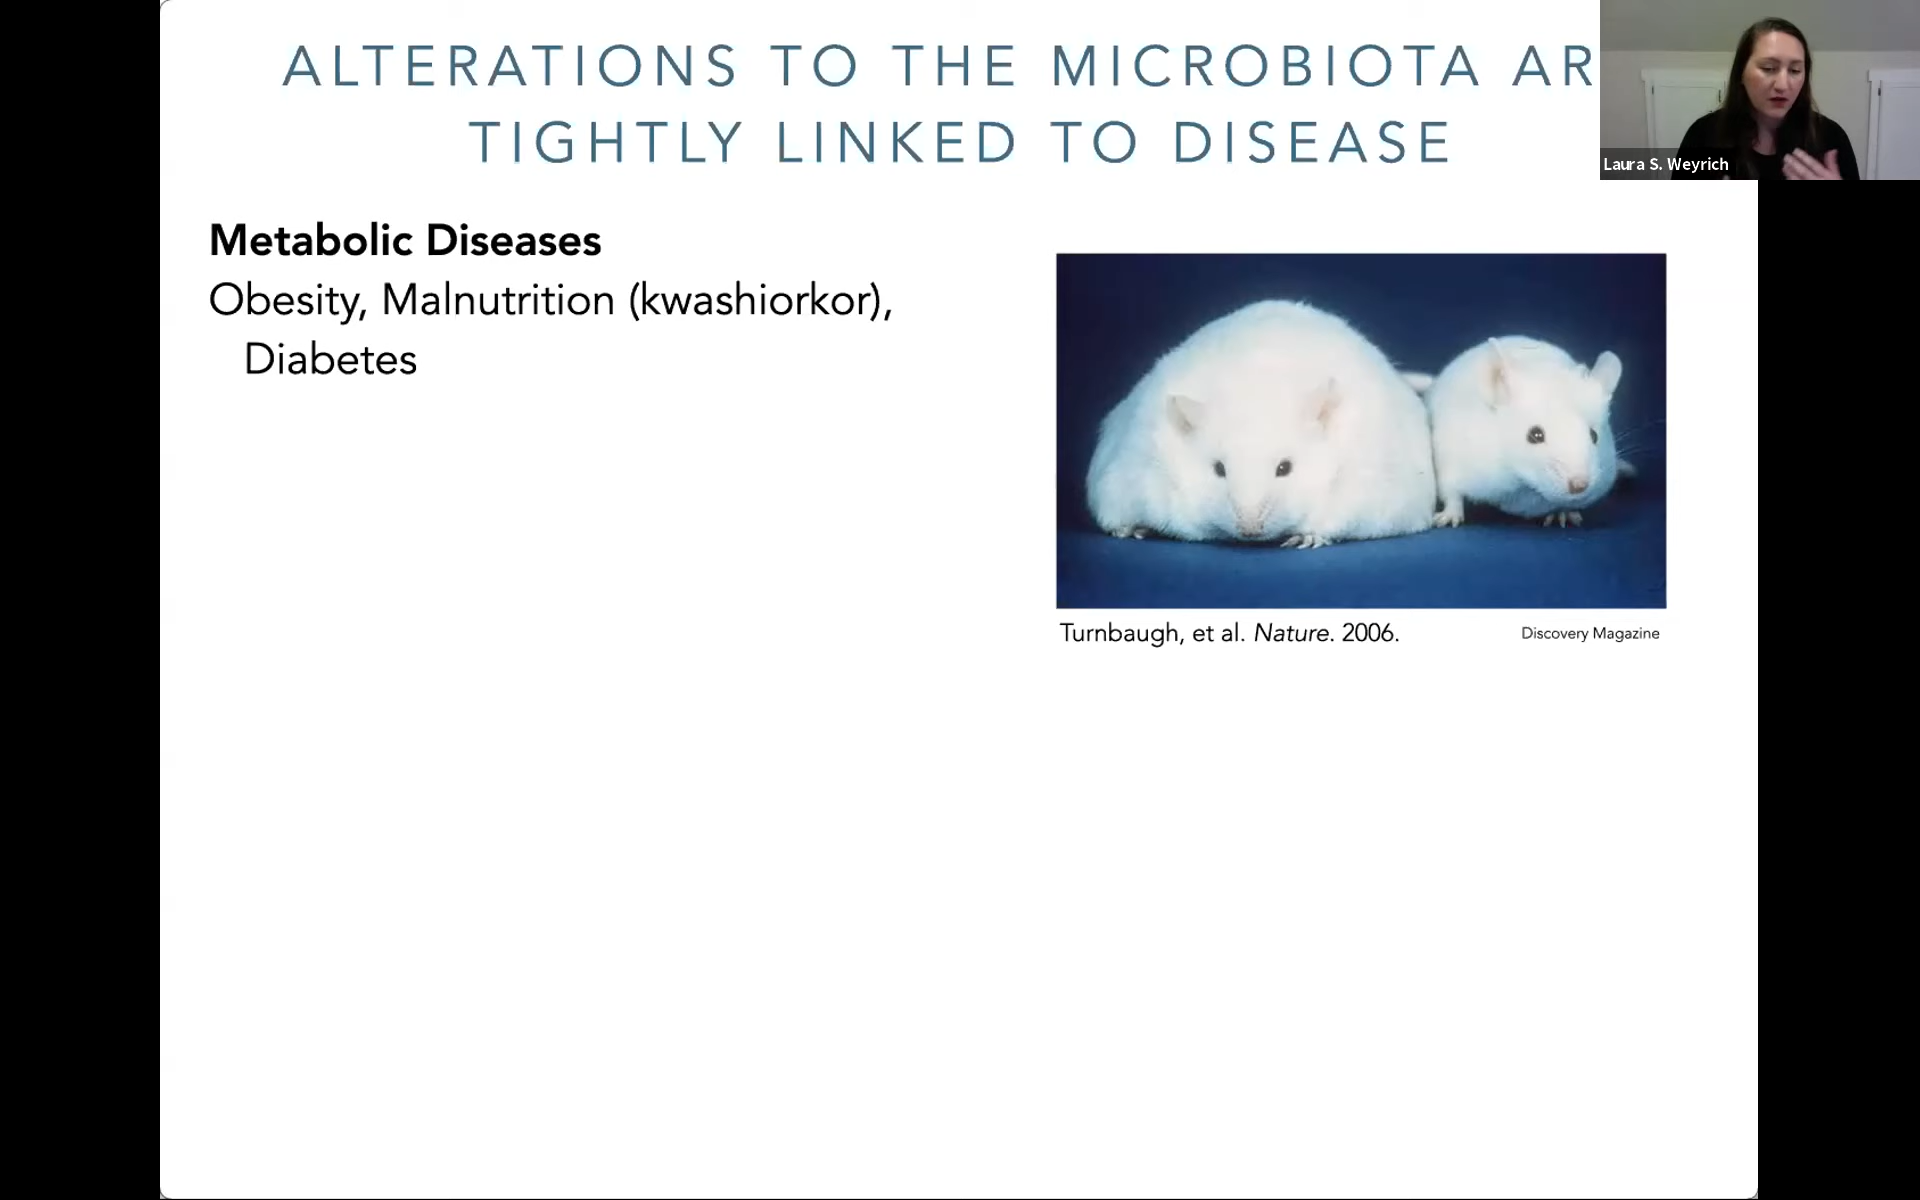 ALTERATIONS TO THE MICROBIOTA AR
TIGHTLY LINKED TO DISEASE
Laura S. Weyrich
Metabolic Diseases
Obesity, Malnutrition (kwashiorkor),
Diabetes
Turnbaugh, et al. Nature. 2006.
Discovery Magazine